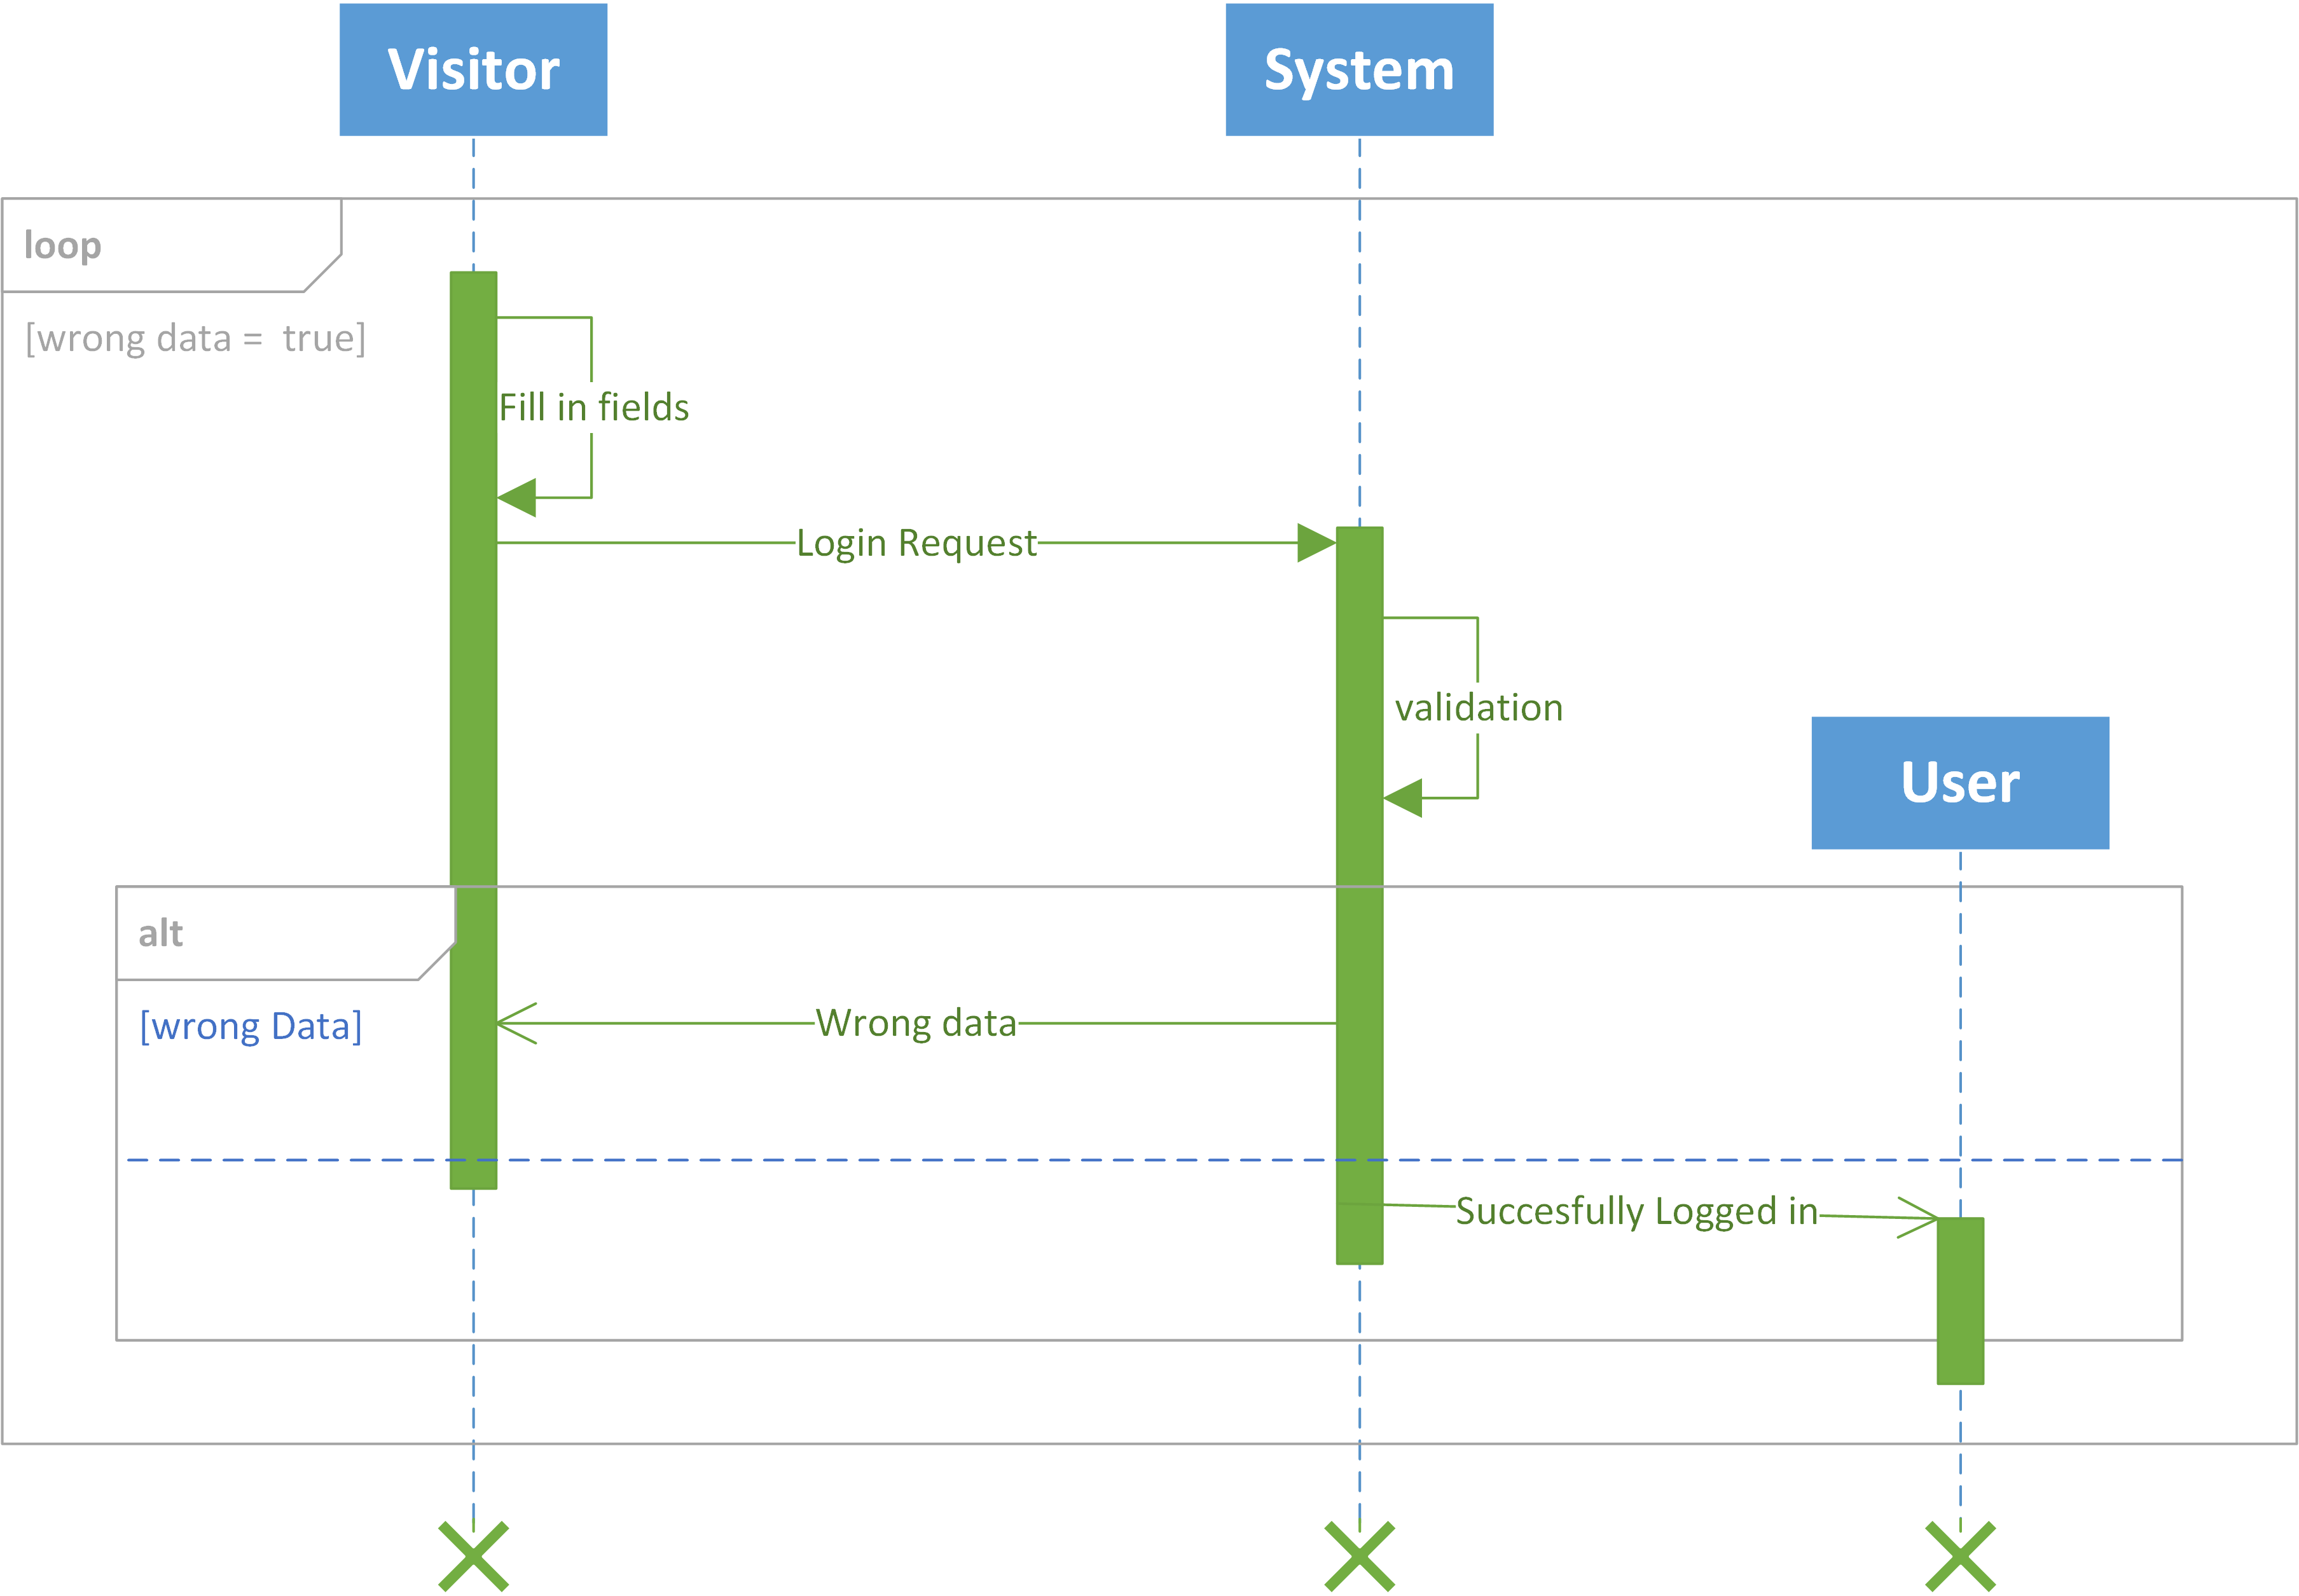 Visitor
System
loop
[wrong data =  true]
Fill in fields
Login Request
validation
User
alt
[wrong Data]
Wrong data
Succesfully Logged in